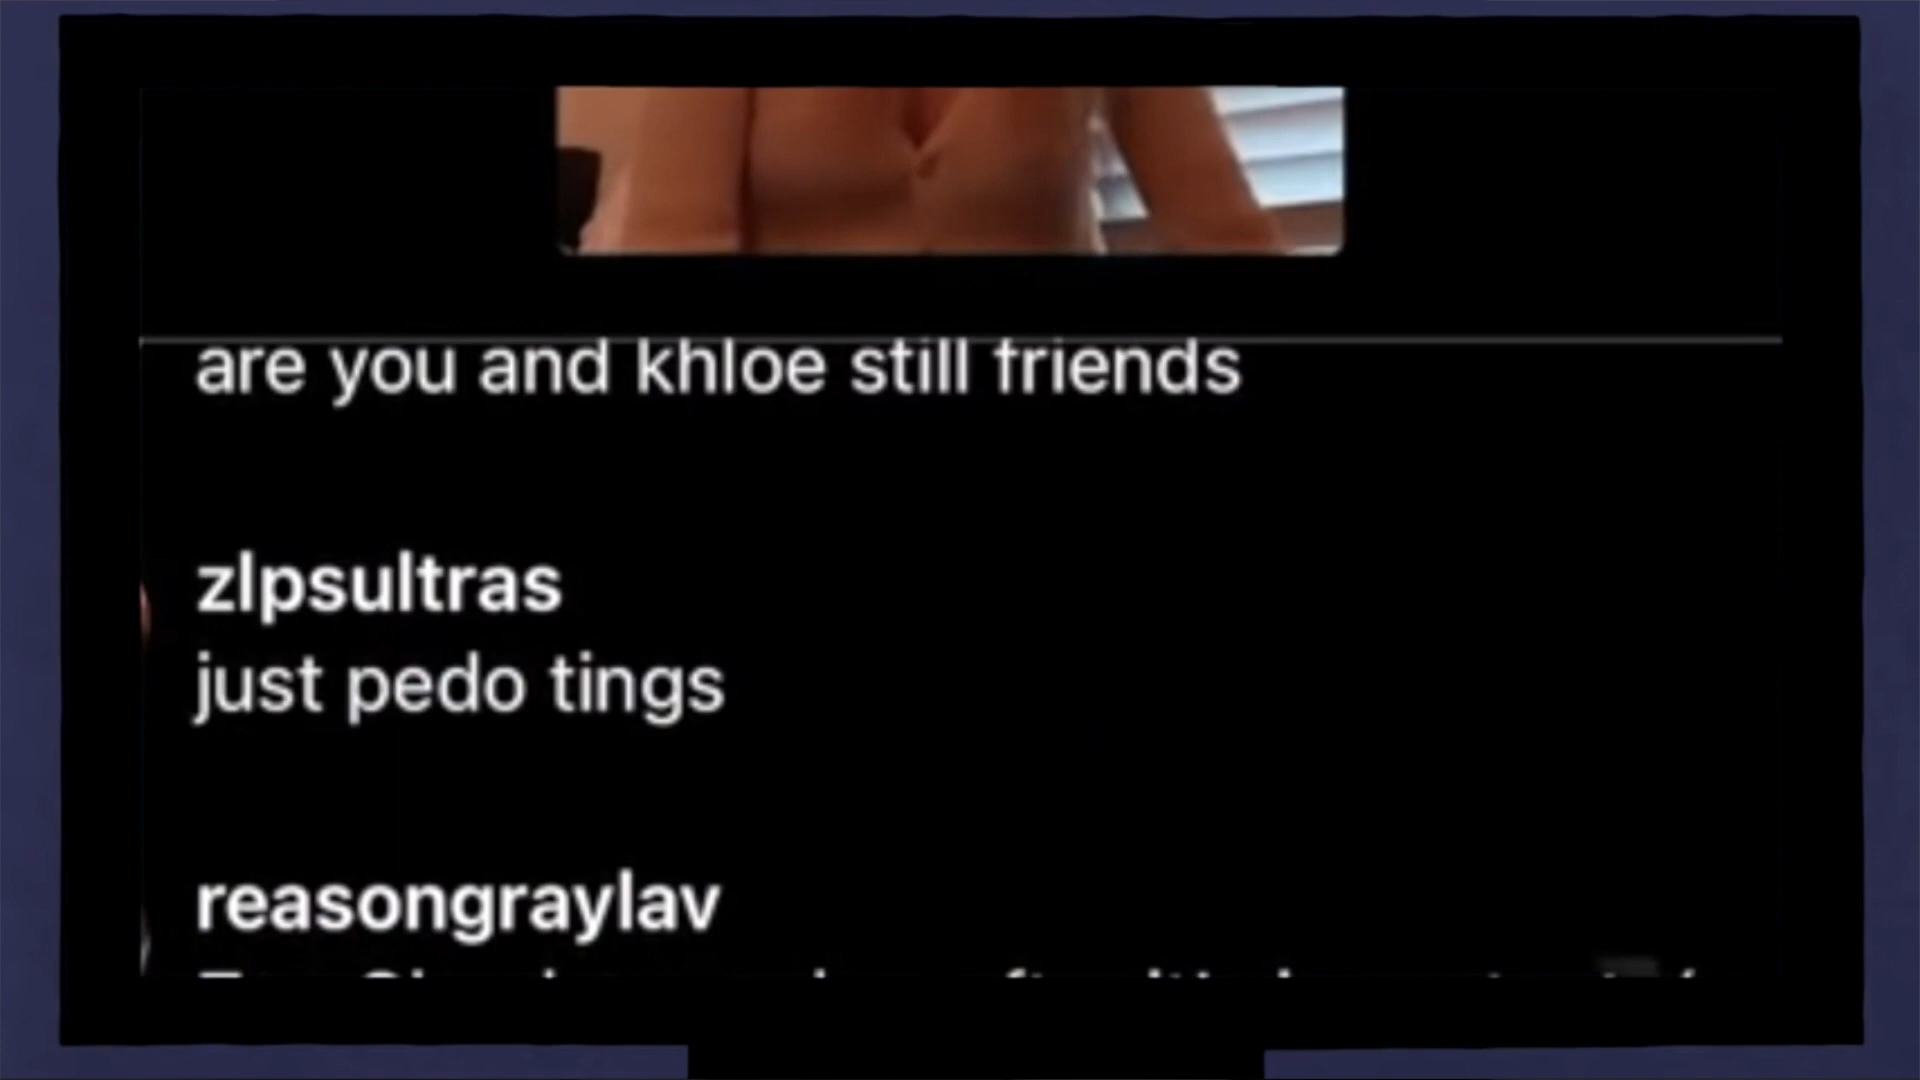 are you and khloe still friends
zlpsultras
just pedo tings
reasongraylav